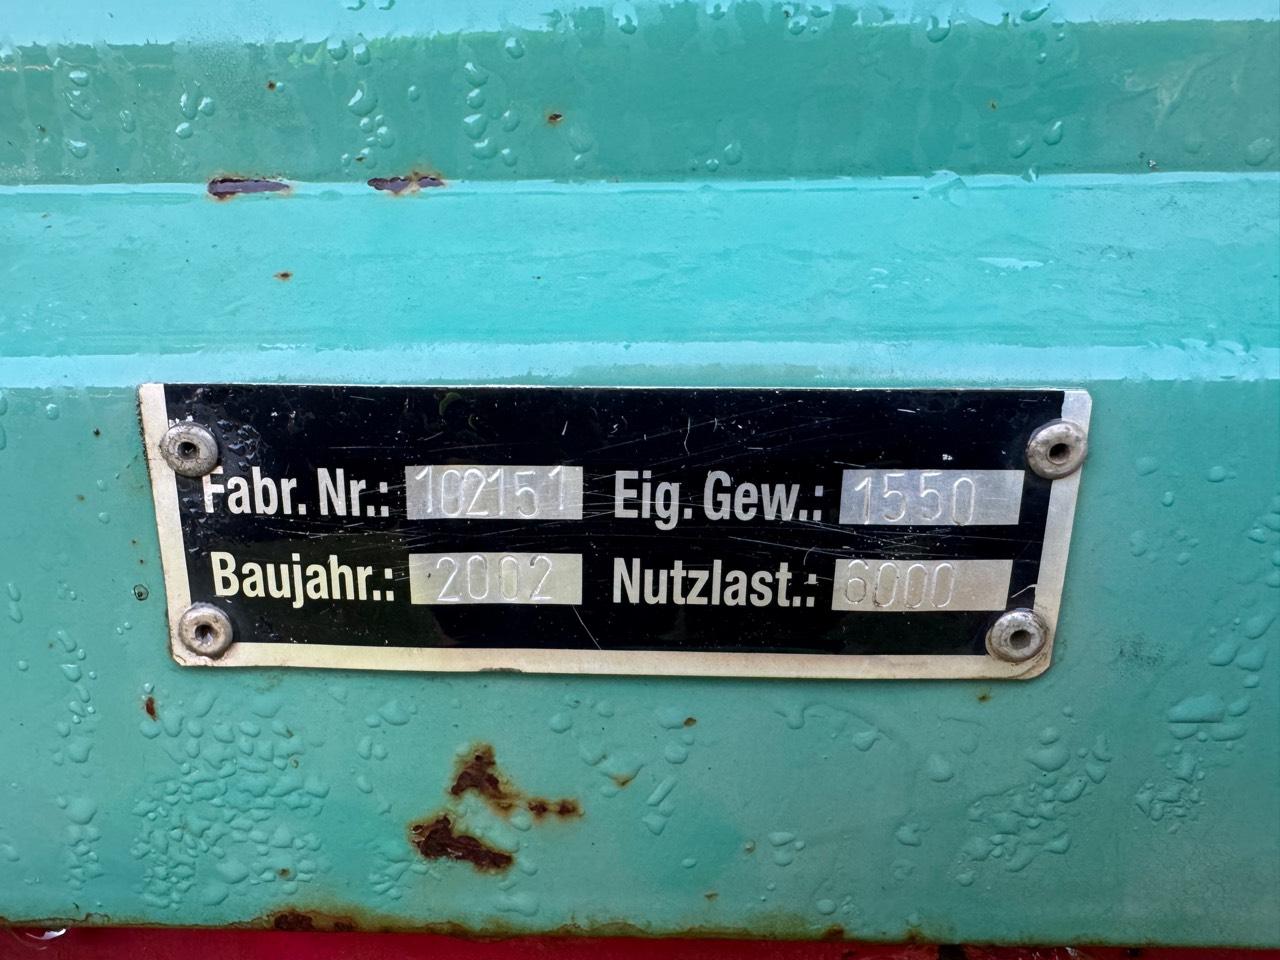 Fabr. Nr.: 102151 Eig. Gew.: 1550
Baujahr.: 2002 Nutzlast.: 6000